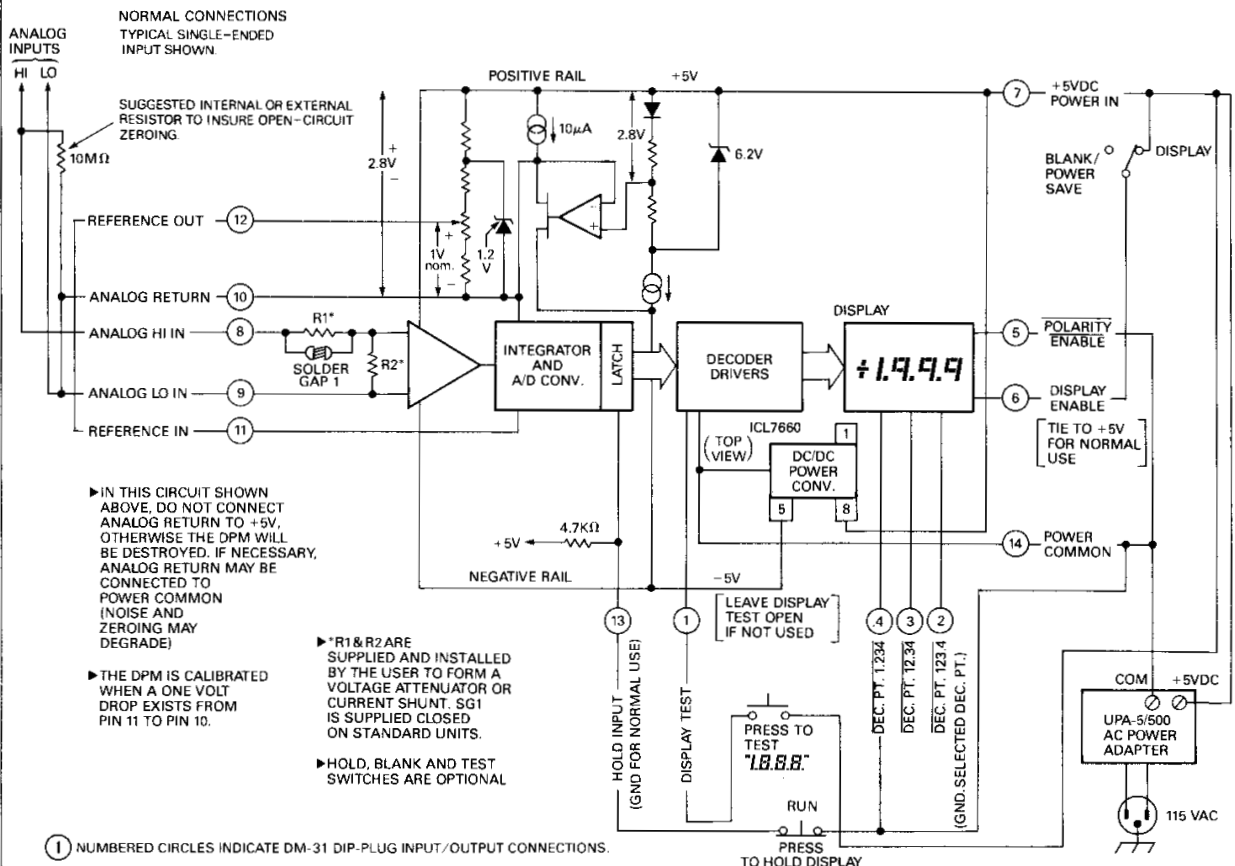 NORMAL CONNECTIONS
TYPICAL SINGLE-ENDED
INPUT SHOWN.
ANALOG
INPUTS
HI LO
SUGGESTED INTERNAL OR EXTERNAL
RESISTOR TO INSURE OPEN-CIRCUIT
ZEROING.
10MΩ
POSITIVE RAIL
+5V
+
2.8V
−
10µA
2.8V
6.2V
7
+5VDC
POWER IN
BLANK/
POWER
SAVE
DISPLAY
REFERENCE OUT
12
+
1V
nom.
−
1.2
V
−
+
ANALOG RETURN
10
ANALOG HI IN
8
R1*
SOLDER
GAP 1
R2*
ANALOG LO IN
9
REFERENCE IN
11
INTEGRATOR
AND
A/D CONV.
LATCH
DECODER
DRIVERS
DISPLAY
+1.9.9.9
5
POLARITY
ENABLE
6
DISPLAY
ENABLE
TIE TO +5V
FOR NORMAL
USE
ICL7660
(TOP
VIEW)
1
DC/DC
POWER
CONV.
5
8
14
POWER
COMMON
4.7KΩ
+5V
NEGATIVE RAIL
−5V
▶IN THIS CIRCUIT SHOWN
ABOVE, DO NOT CONNECT
ANALOG RETURN TO +5V,
OTHERWISE THE DPM WILL
BE DESTROYED. IF NECESSARY,
ANALOG RETURN MAY BE
CONNECTED TO
POWER COMMON
(NOISE AND
ZEROING MAY
DEGRADE)
▶THE DPM IS CALIBRATED
WHEN A ONE VOLT
DROP EXISTS FROM
PIN 11 TO PIN 10.
▶*R1&R2 ARE
SUPPLIED AND INSTALLED
BY THE USER TO FORM A
VOLTAGE ATTENUATOR OR
CURRENT SHUNT. SG1
IS SUPPLIED CLOSED
ON STANDARD UNITS.
▶HOLD, BLANK AND TEST
SWITCHES ARE OPTIONAL
13
1
LEAVE DISPLAY
TEST OPEN
IF NOT USED
4
3
2
HOLD INPUT
(GND FOR NORMAL USE)
DISPLAY TEST
DEC. PT. 1.234
DEC. PT. 12.34
DEC. PT. 123.4
(GND.SELECTED DEC. PT.)
PRESS TO
TEST
"1.8.8.8."
RUN
PRESS
TO HOLD DISPLAY
COM
+5VDC
UPA-5/500
AC POWER
ADAPTER
115 VAC
1 NUMBERED CIRCLES INDICATE DM-31 DIP-PLUG INPUT/OUTPUT CONNECTIONS.